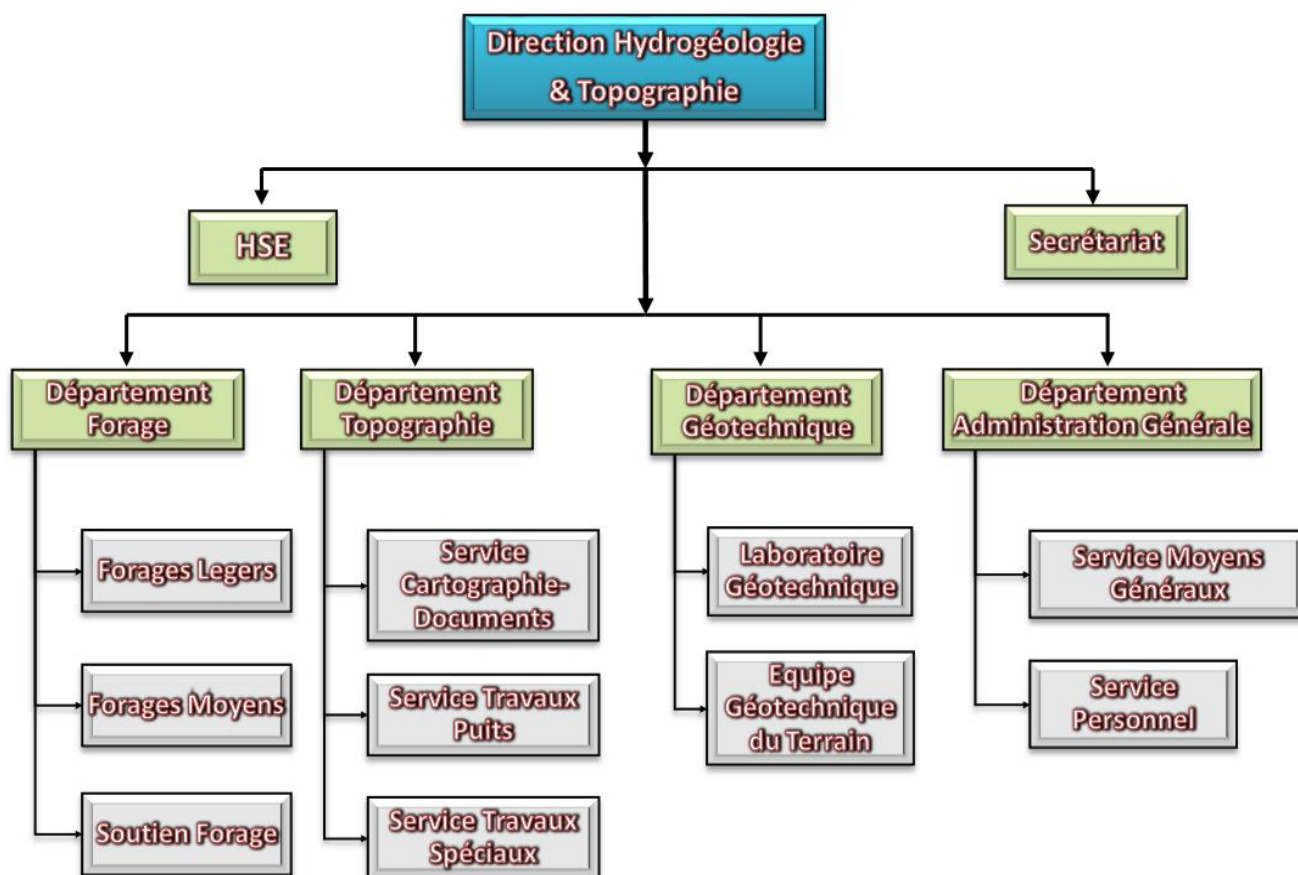 Direction Hydrogéologie
& Topographie
HSE
Secrétariat
Département
Forage
Département
Topographie
Département
Géotechnique
Département
Administration Générale
Forages Legers
Forages Moyens
Soutien Forage
Service
Cartographie-
Documents
Service Travaux
Puits
Service Travaux
Spéciaux
Laboratoire
Géotechnique
Equipe
Géotechnique
du Terrain
Service Moyens
Généraux
Service
Personnel